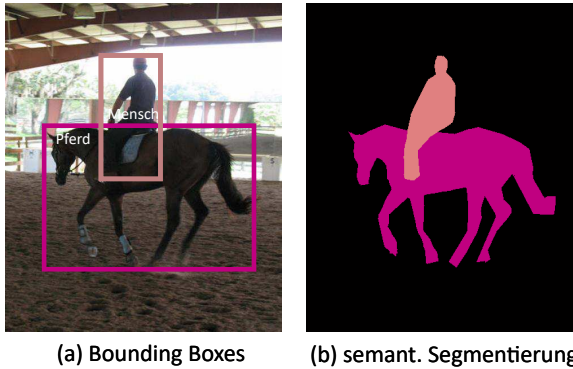 Mensch
Pferd
(a) Bounding Boxes
(b) semant. Segmentierung